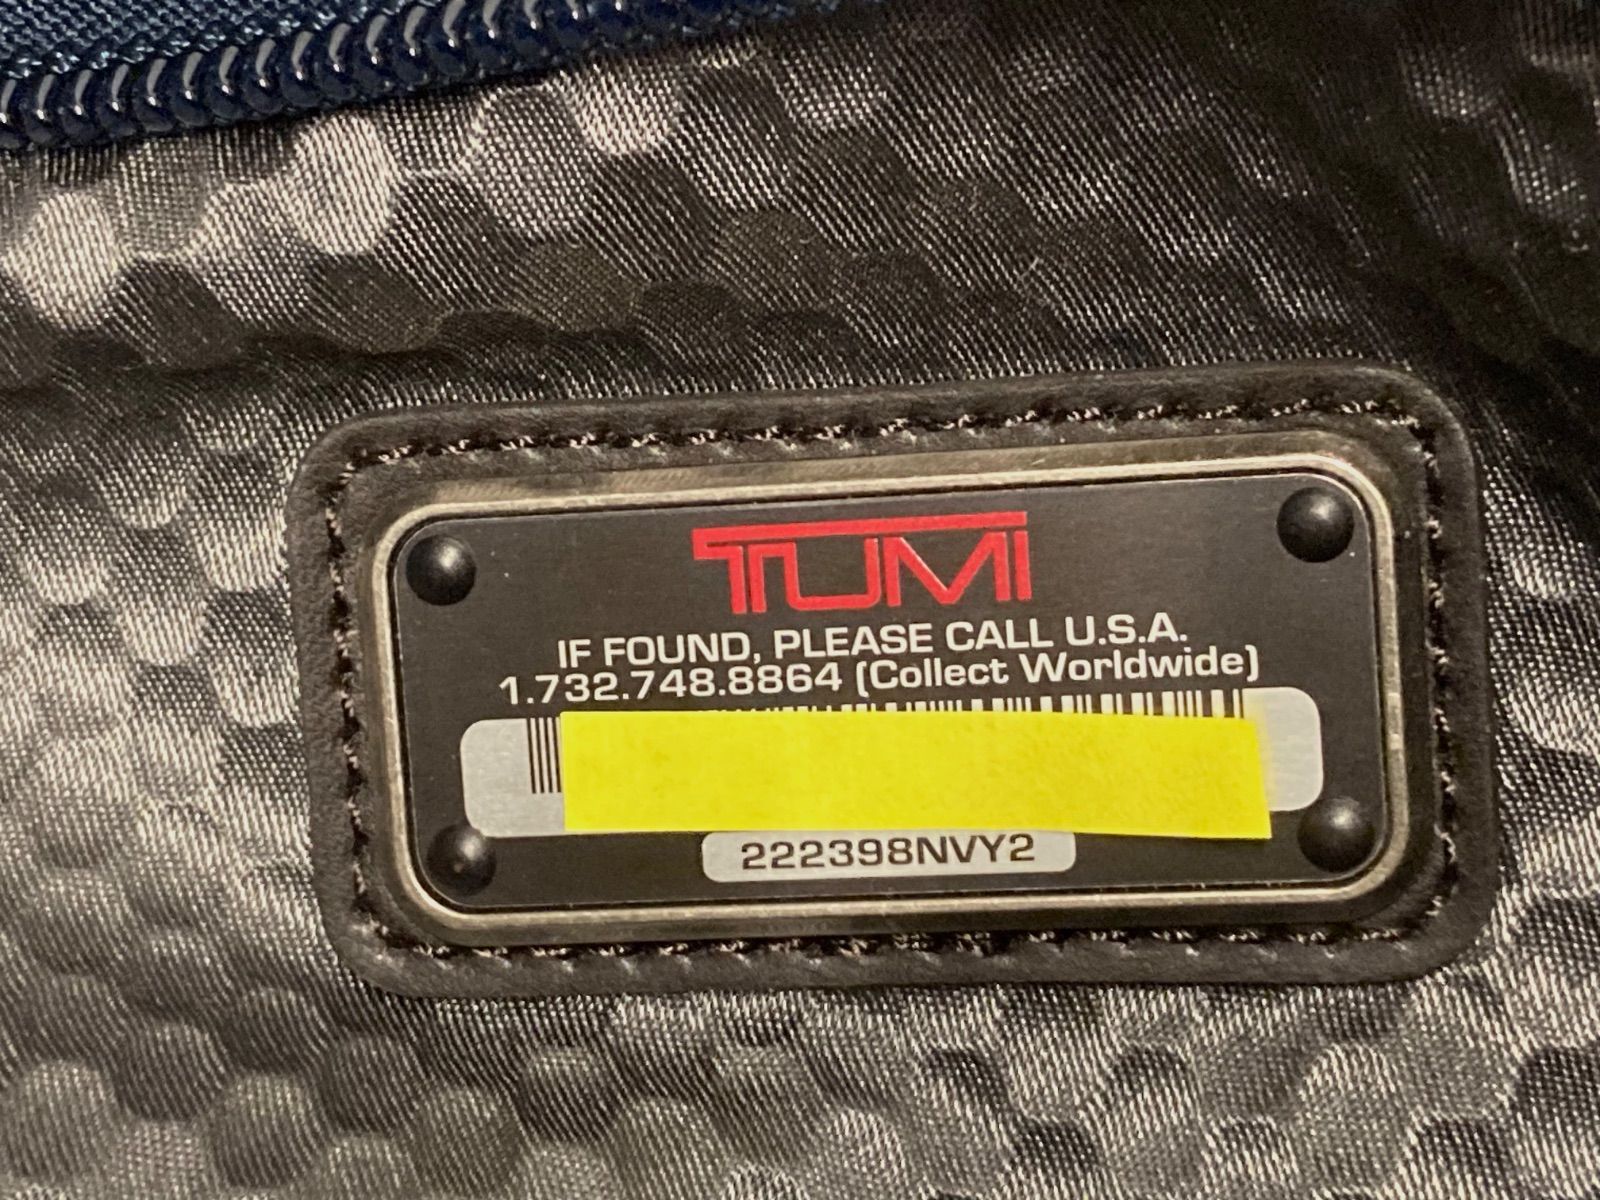 TUMI
IF FOUND, PLEASE CALL U.S.A.
1.732.748.8864 (Collect Worldwide)
222398NVY2